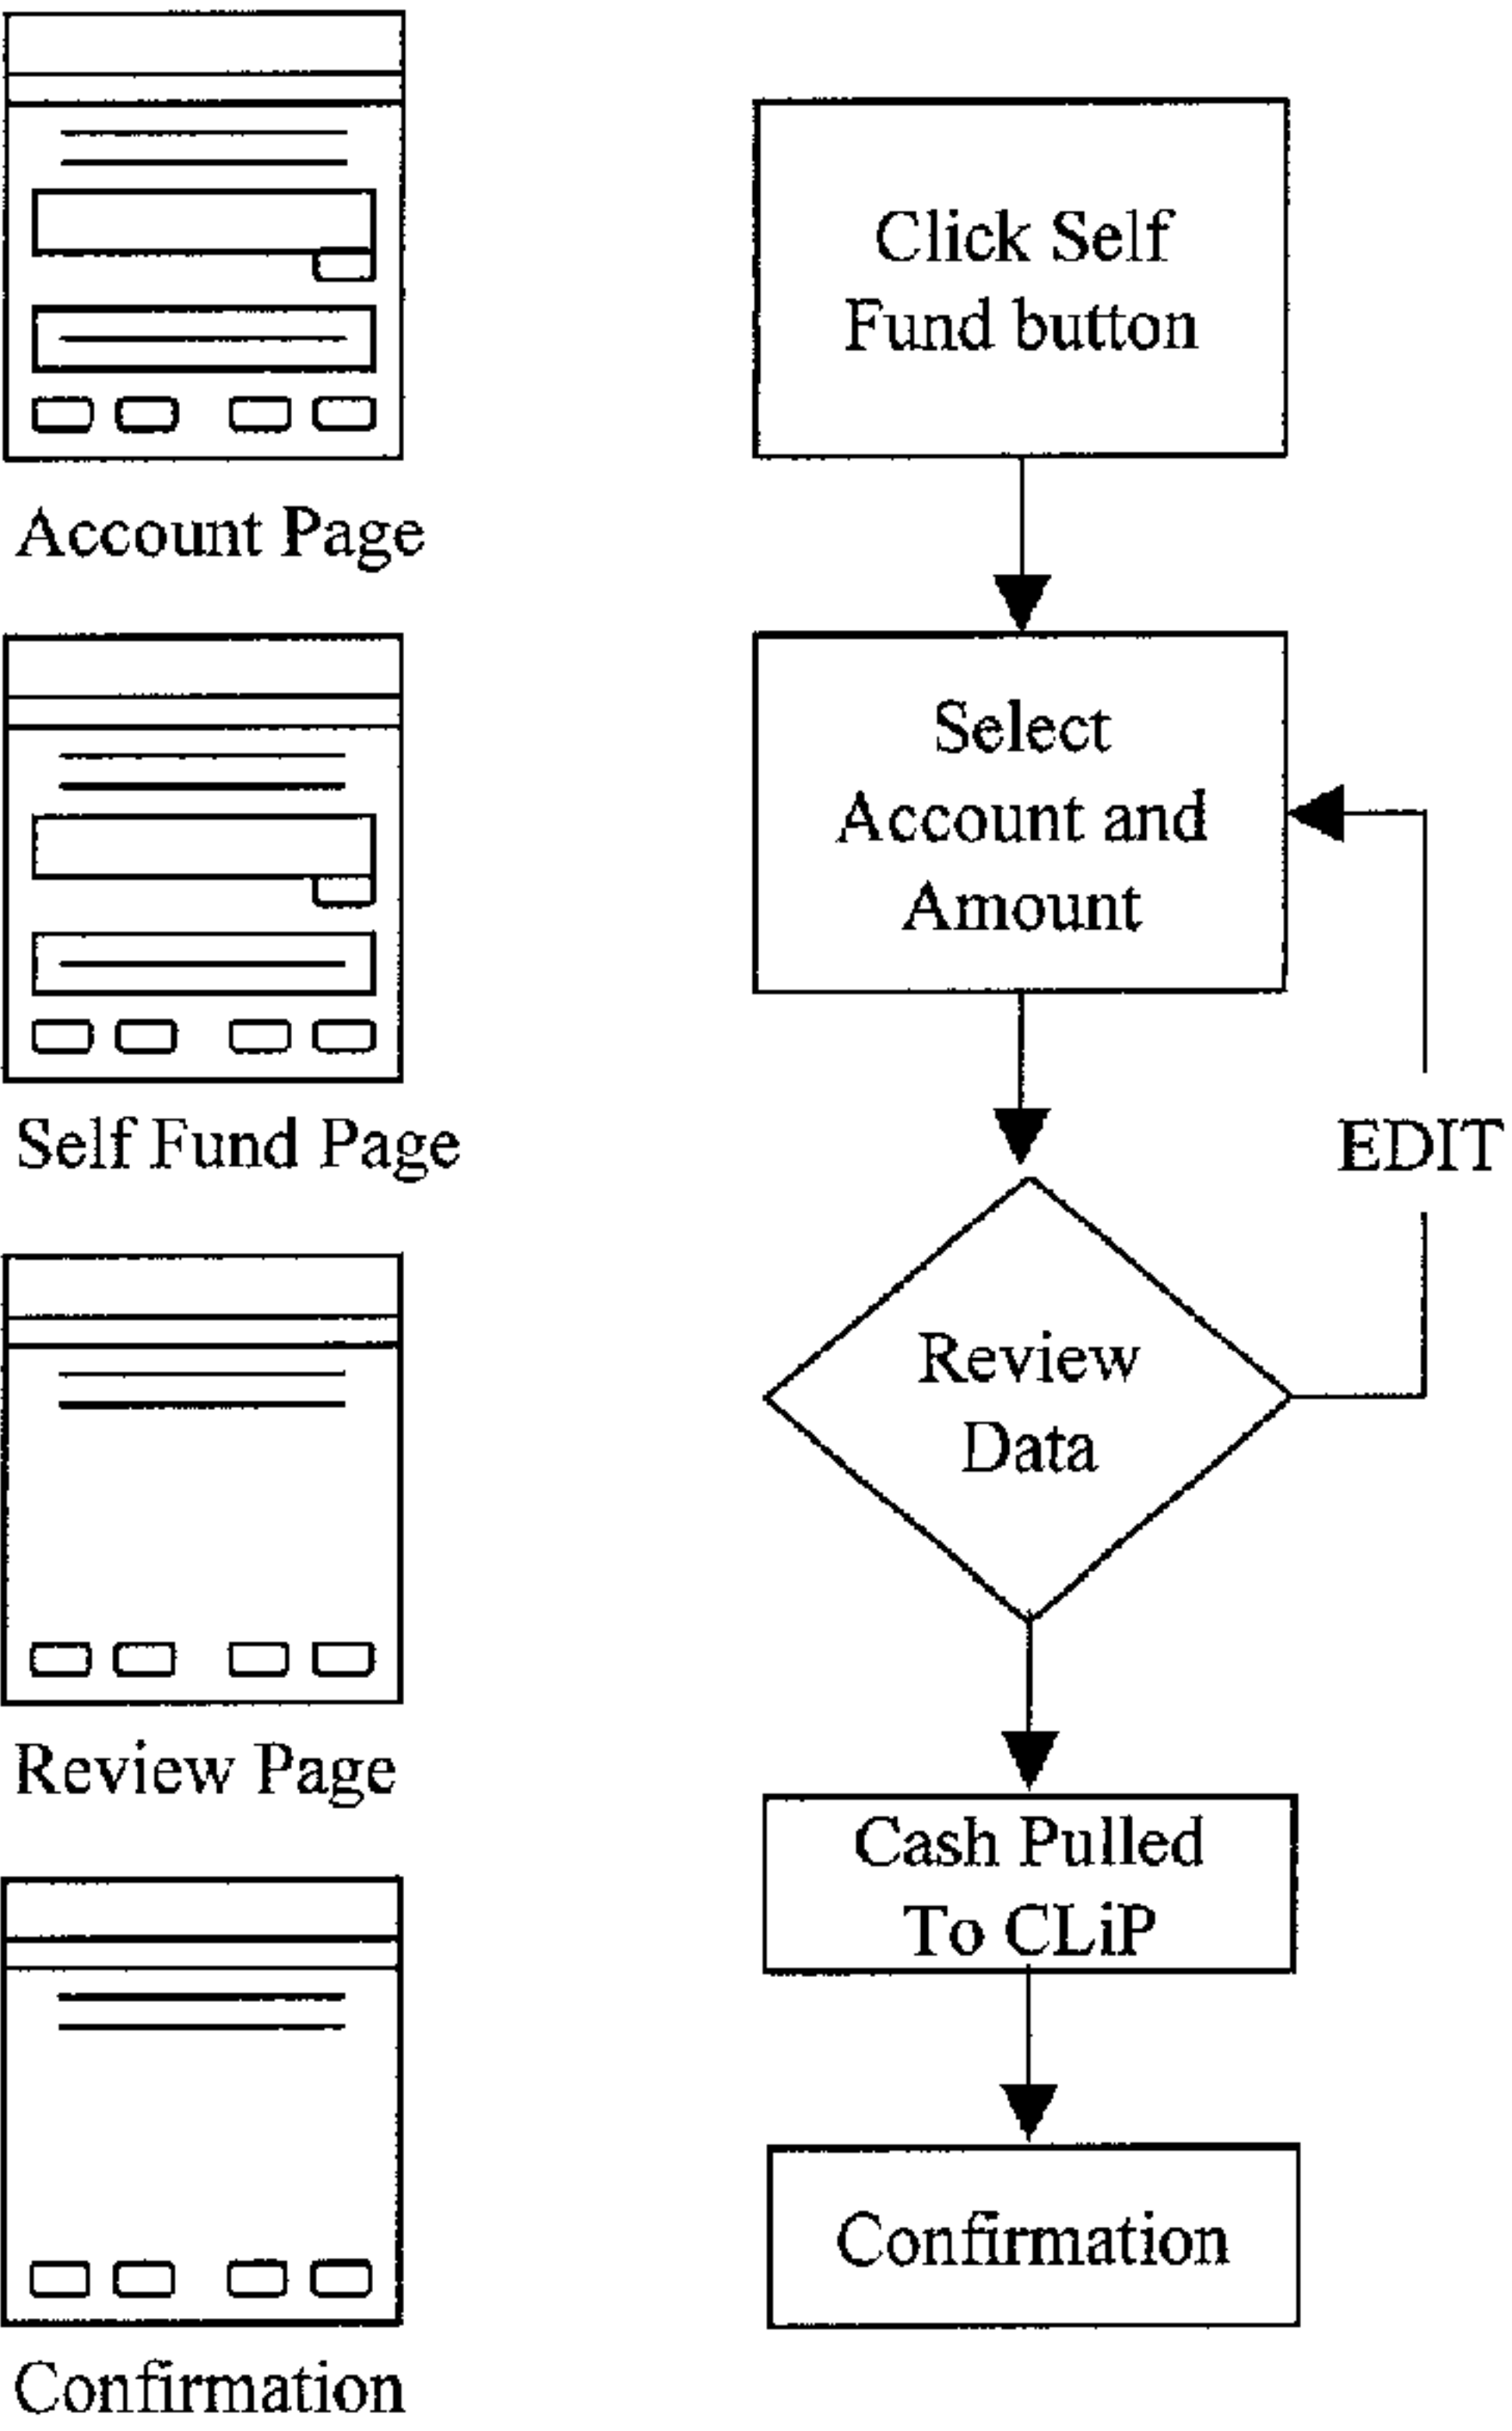 Account Page
Self Fund Page
Review Page
Confirmation
Click Self
Fund button
Select
Account and
Amount
EDIT
Review
Data
Cash Pulled
To CLiP
Confirmation